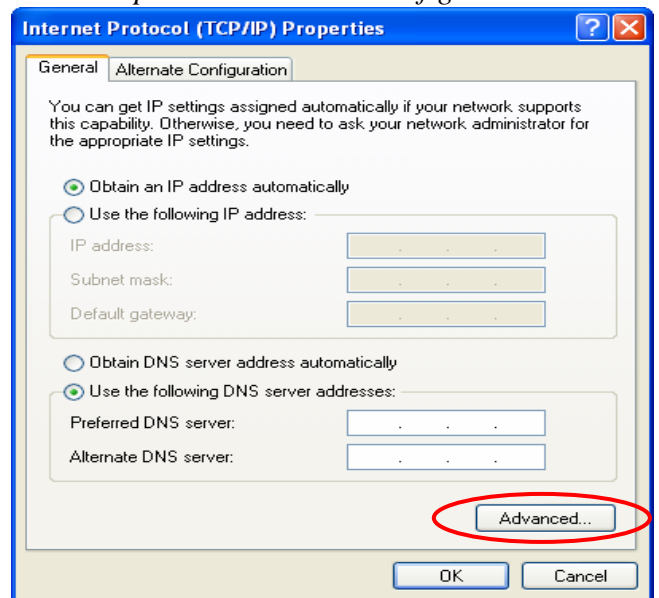 Internet Protocol (TCP/IP) Properties
General
Alternate Configuration
You can get IP settings assigned automatically if your network supports
this capability. Otherwise, you need to ask your network administrator for
the appropriate IP settings.
Obtain an IP address automatically
Use the following IP address:
IP address:
Subnet mask:
Default gateway:
Obtain DNS server address automatically
Use the following DNS server addresses:
Preferred DNS server:
Alternate DNS server:
Advanced...
OK
Cancel